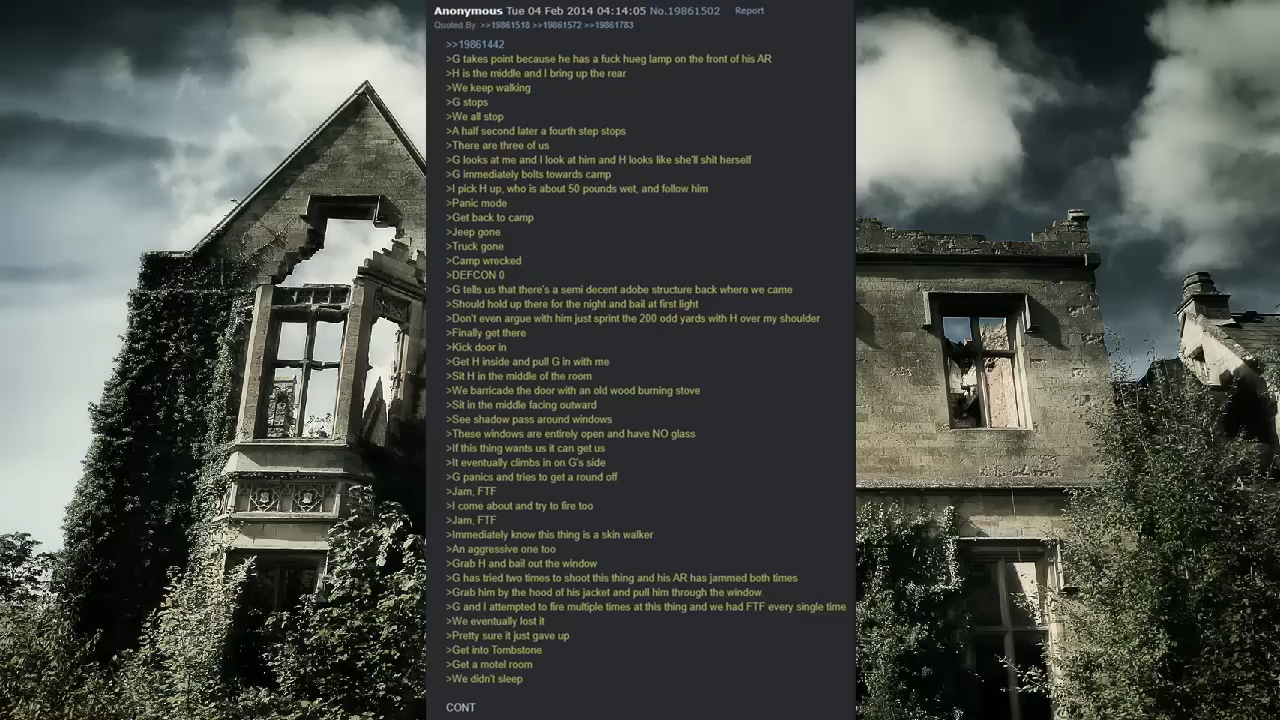 Anonymous Tue 04 Feb 2014 04:14:05 No.19861502 Report
Quoted By: >>19861518 >>19861572 >>19861783
>>19861442
>G takes point because he has a fuck hueg lamp on the front of his AR
>H is the middle and I bring up the rear
>We keep walking
>G stops
>We all stop
>A half second later a fourth step stops
>There are three of us
>G looks at me and I look at him and H looks like she'll shit herself
>G immediately bolts towards camp
>I pick H up, who is about 50 pounds wet, and follow him
>Panic mode
>Get back to camp
>Jeep gone
>Truck gone
>Camp wrecked
>DEFCON 0
>G tells us that there's a semi decent adobe structure back where we came
>Should hold up there for the night and bail at first light
>Don't even argue with him just sprint the 200 odd yards with H over my shoulder
>Finally get there
>Kick door in
>Get H inside and pull G in with me
>Sit H in the middle of the room
>We barricade the door with an old wood burning stove
>Sit in the middle facing outward
>See shadow pass around windows
>These windows are entirely open and have NO glass
>If this thing wants us it can get us
>It eventually climbs in on G's side
>G panics and tries to get a round off
>Jam, FTF
>I come about and try to fire too
>Jam, FTF
>Immediately know this thing is a skin walker
>An aggressive one too
>Grab H and bail out the window
>G has tried two times to shoot this thing and his AR has jammed both times
>Grab him by the hood of his jacket and pull him through the window.
>G and I attempted to fire multiple times at this thing and we had FTF every single time
>We eventually lost it
>Pretty sure it just gave up
>Get into Tombstone
>Get a motel room
>We didn't sleep
CONT